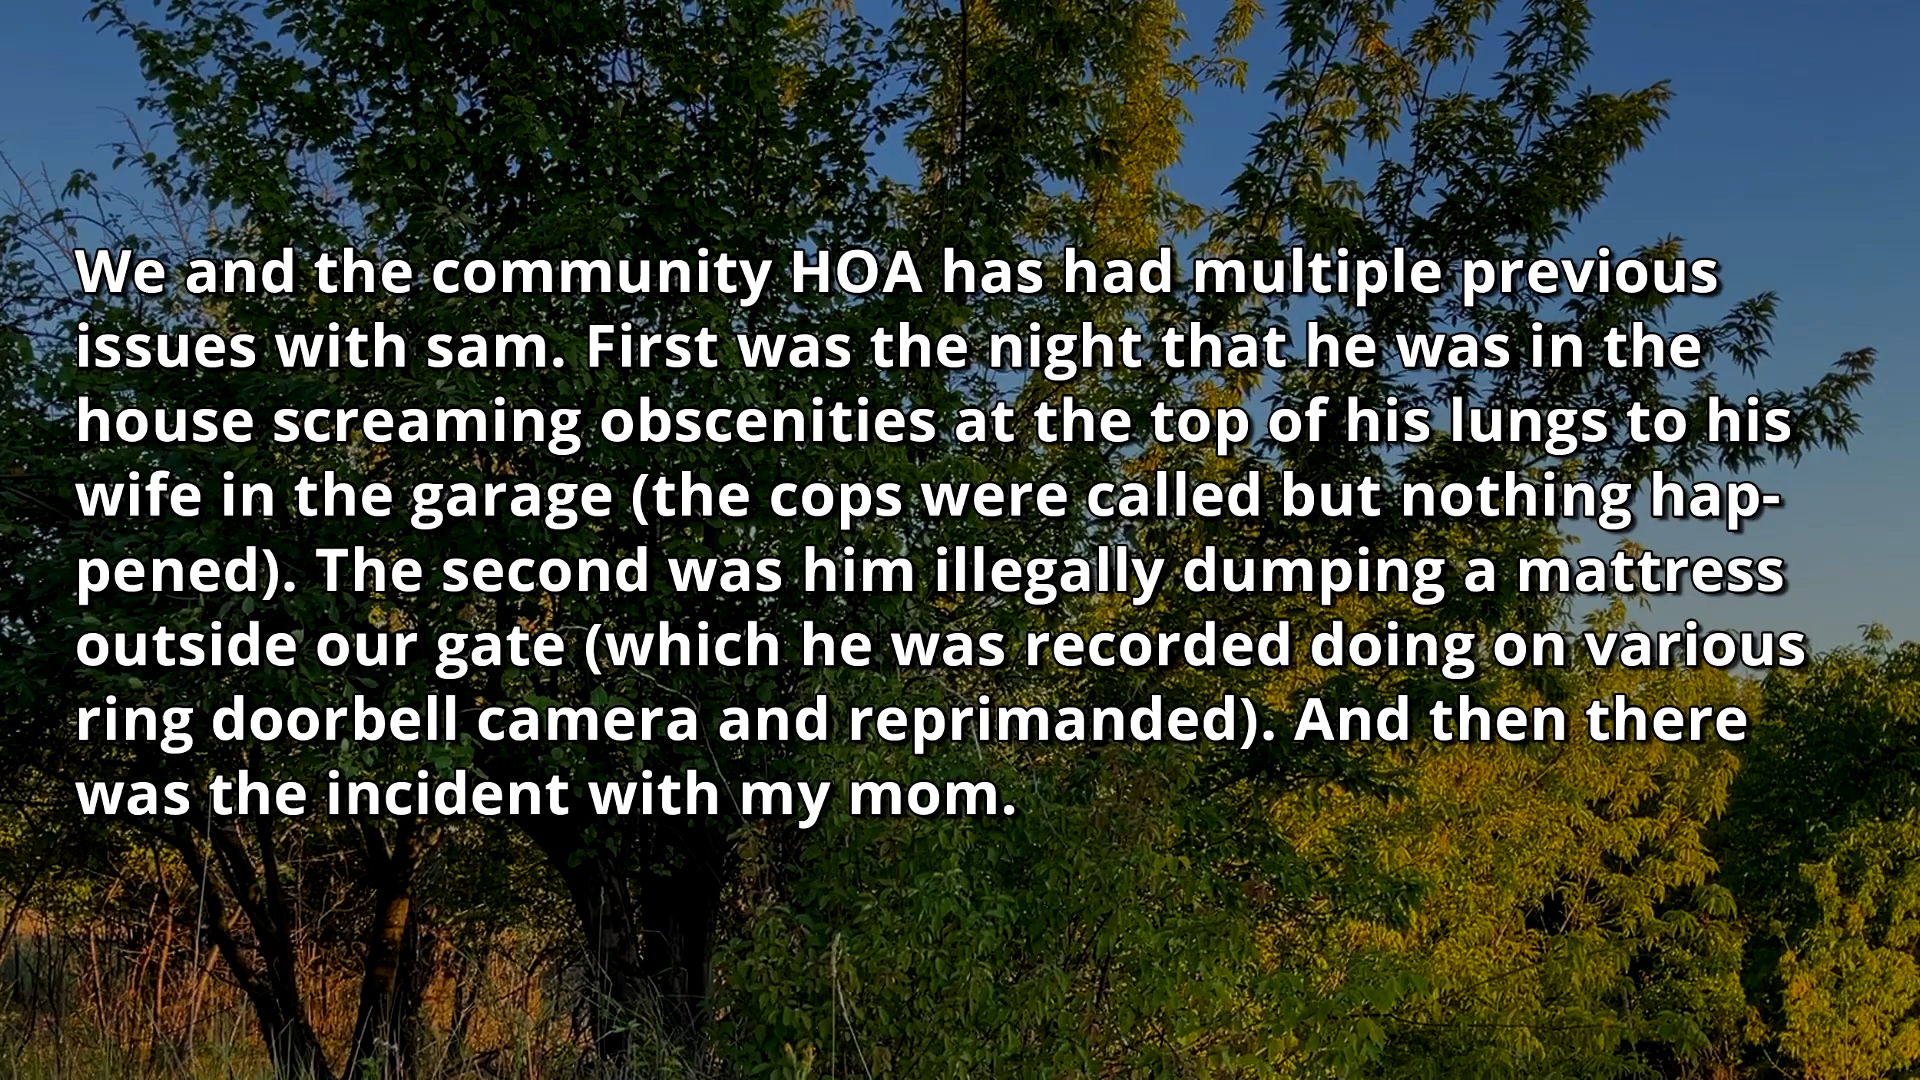 We and the community HOA has had multiple previous
issues with sam. First was the night that he was in the
house screaming obscenities at the top of his lungs to his
wife in the garage (the cops were called but nothing hap-
pened). The second was him illegally dumping a mattress
outside our gate (which he was recorded doing on various
ring doorbell camera and reprimanded). And then there
was the incident with my mom.